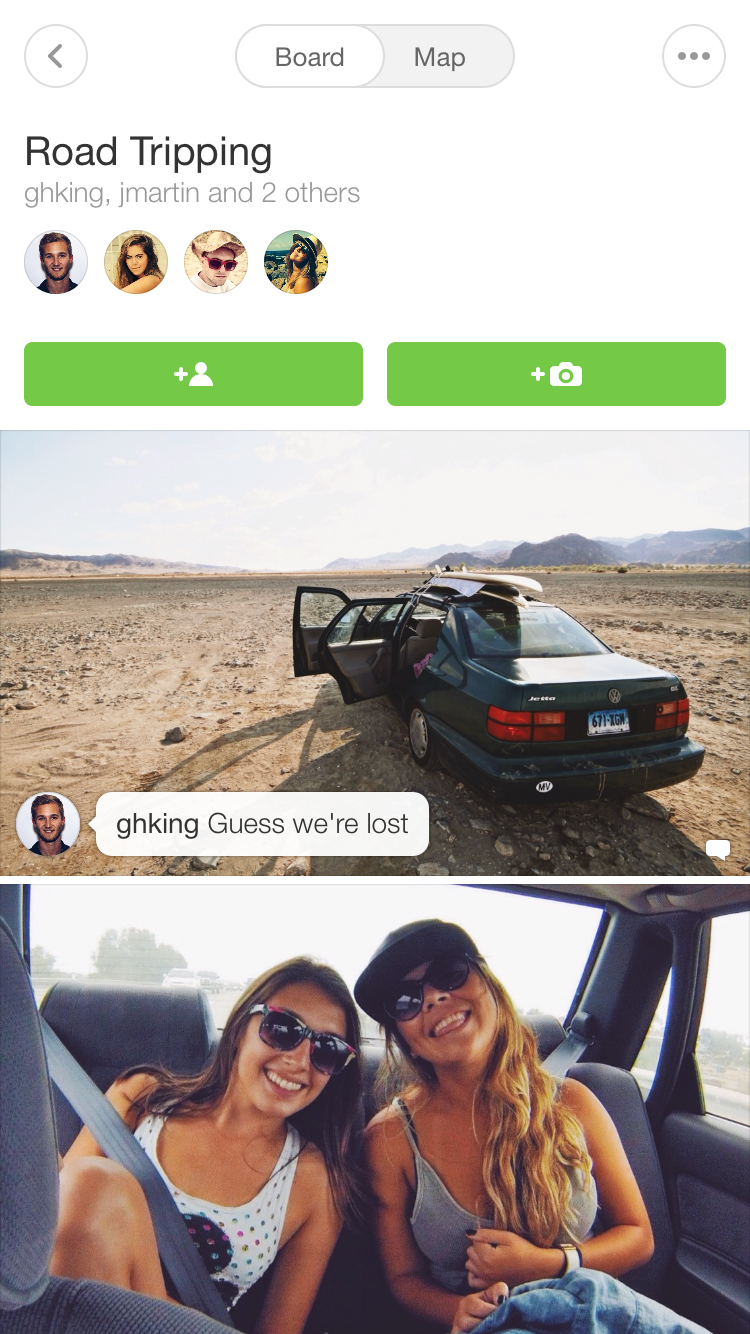 Board
Map
Road Tripping
ghking, jmartin and 2 others
Jetta
671·XGN
MV
ghking Guess we're lost